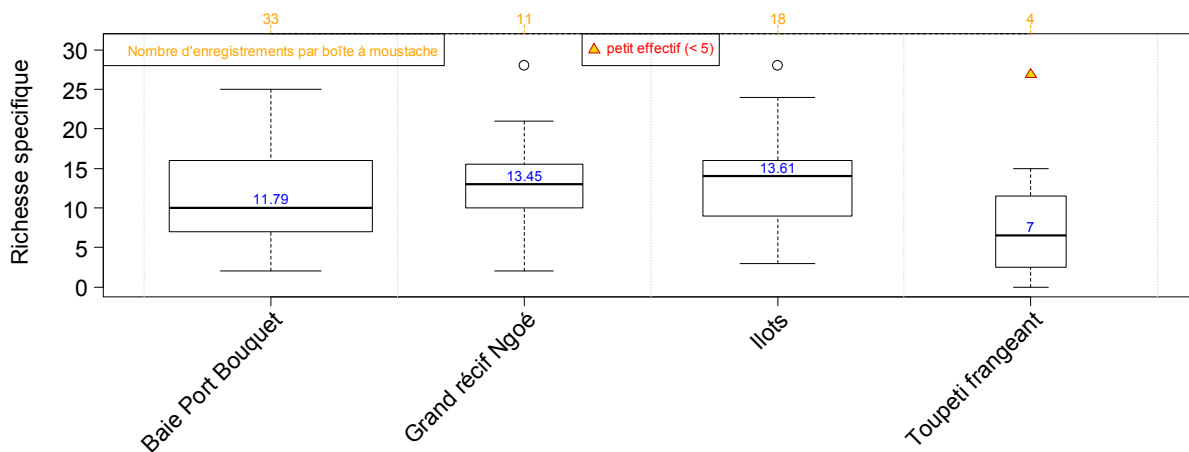 33 11 18 4
Nombre d'enregistrements par boîte à moustache
petit effectif (< 5)
Richesse specifique
30
25
20
15
10
5
0
11.79
13.45
13.61
7
Baie Port Bouquet
Grand récif Ngoé
Ilots
Toupeti frangeant